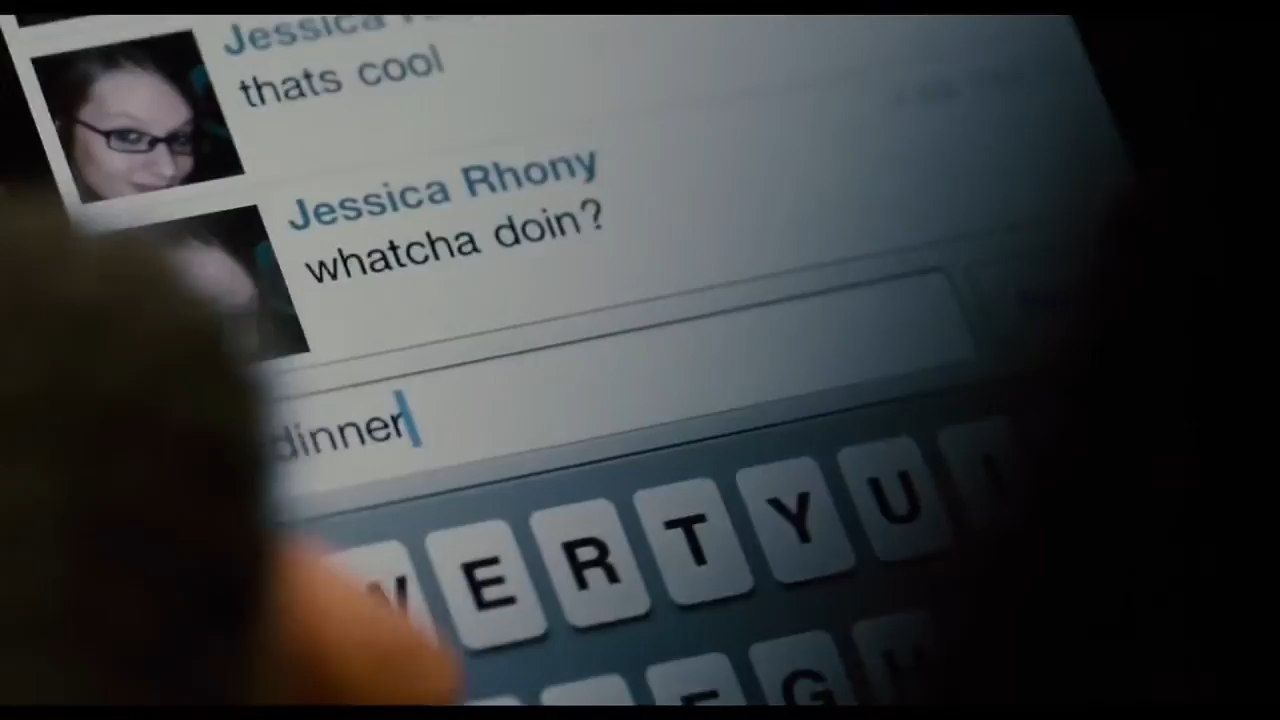 Jessica
thats cool
Jessica Rhony
whatcha doin?
dinner
E R T Y U
G